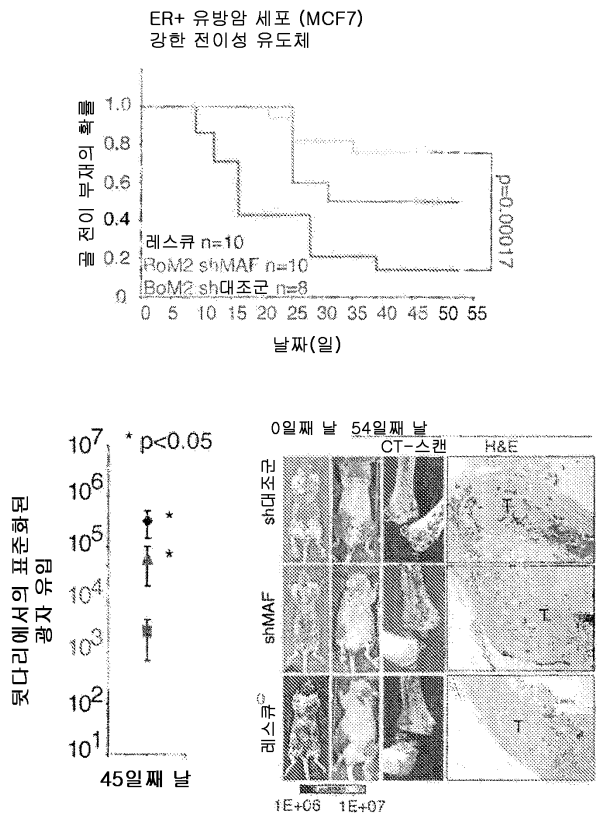 ER+ 유방암 세포 (MCF7)
강한 전이성 유도체
골 전이 부재의 확률
1.0
0.8
0.6
0.4
0.2
0
레스큐 n=10
BoM2 shMAF n=10
BoM2 sh대조군 n=8
p=0.00017
0 5 10 15 20 25 30 35 40 45 50 55
날짜(일)
뒷다리에서의 표준화된
광자 유입
10⁷
10⁶
10⁵
10⁴
10³
10²
10¹
* p<0.05
*
*
45일째 날
0일째 날 54일째 날
CT-스캔 H&E
sh대조군
T
shMAF
T
레스큐
T
1E+06 1E+07